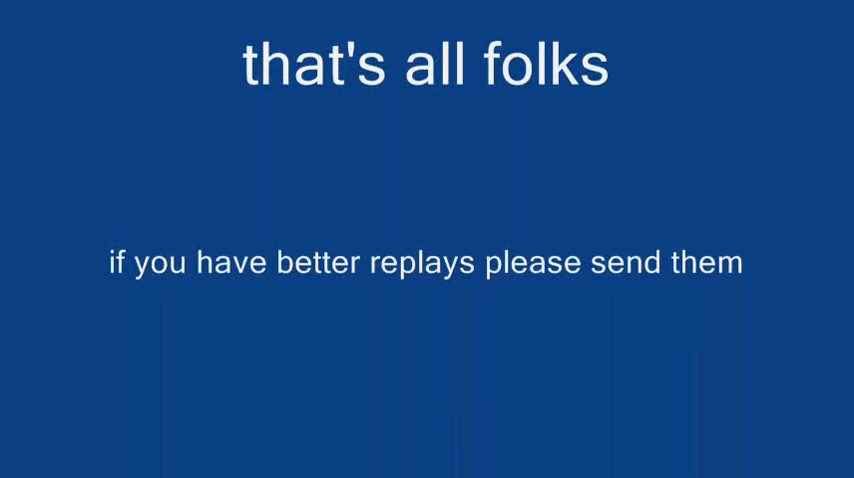 that's all folks
if you have better replays please send them